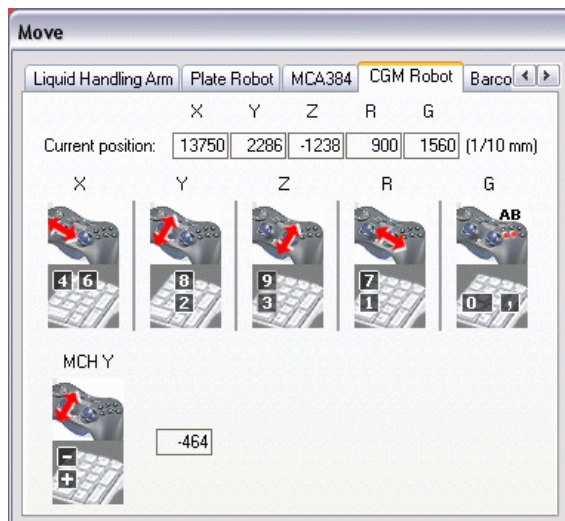 Move
Liquid Handling Arm Plate Robot MCA384 CGM Robot Barco
X Y Z R G
Current position: 13750 2286 -1238 900 1560 (1/10 mm)
X Y Z R G
AB
4 6 8 9 7
2 3 1 0 ,
MCH Y
-464
-
+